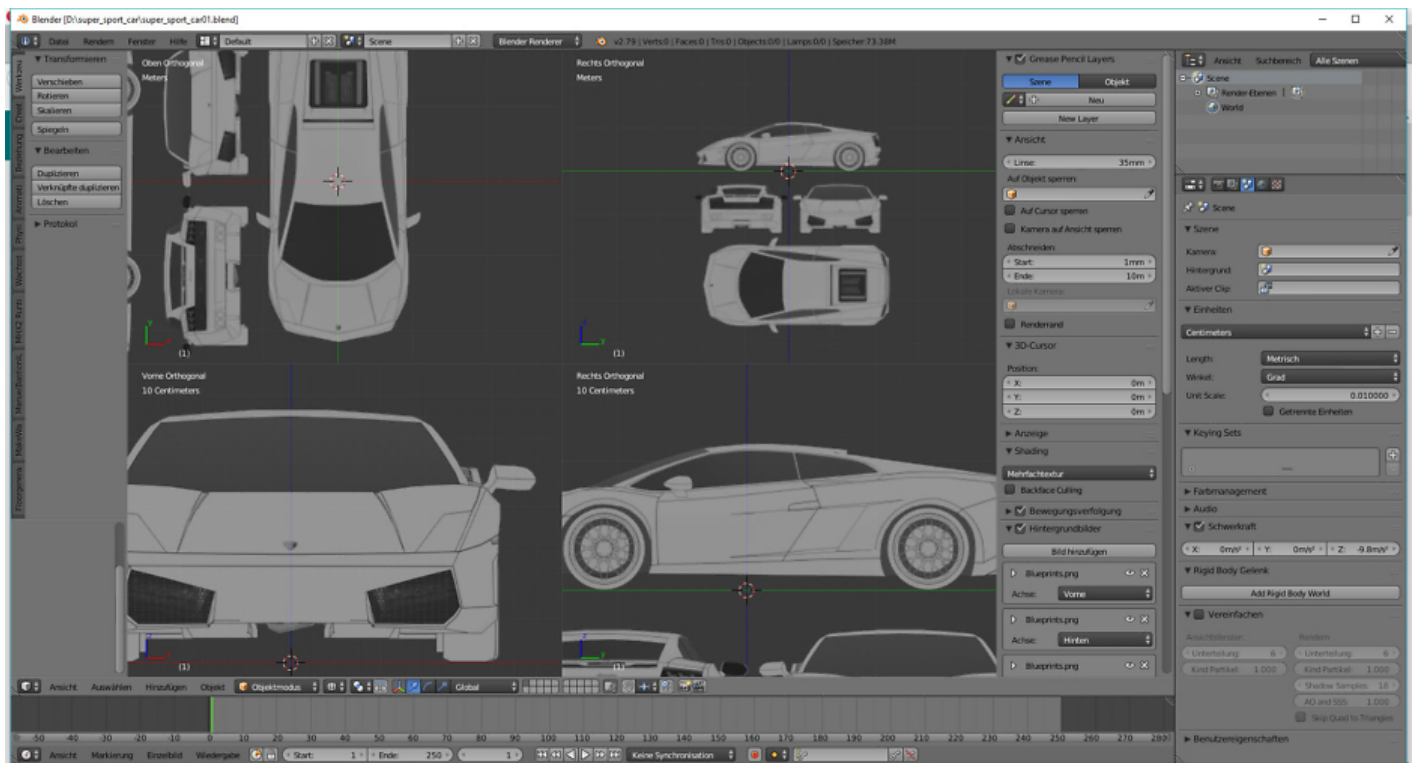 Blender [D:\super_sport_car\super_sport_car01.blend]
Datei Rendern Fenster Hilfe Default Scene Blender Renderer v2.79 | Verts:0 | Faces:0 | Tris:0 | Objects:0/0 | Lamps:0/0 | Speicher:73.38M
Transformieren
Verschieben
Rotieren
Skalieren
Spiegeln
Bearbeiten
Duplizieren
Verknüpfte duplizieren
Löschen
Protokol
Oben Orthogonal
Meters
(1)
Rechts Orthogonal
Meters
(1)
Vorne Orthogonal
10 Centimeters
(1)
Rechts Orthogonal
10 Centimeters
(1)
Grease Pencil Layers
Szene Objekt
Neu
New Layer
Ansicht
Linse: 35mm
Auf Objekt sperren
Auf Cursor sperren
Kamera auf Ansicht sperren
Abschneiden
Start: 1mm
Ende: 10m
Lokale Kamera:
Renderrand
3D-Cursor
Position:
X: 0m
Y: 0m
Z: 0m
Anzeige
Shading
Mehrfachtextur
Backface Culling
Bewegungsverfolgung
Hintergrundbilder
Bild hinzufügen
Blueprints.png
Achse: Vorne
Blueprints.png
Achse: Hinten
Blueprints.png
Ansicht Suchbereich Alle Szenen
Scene
Render-Ebenen |
World
Scene
Szene
Kamera:
Hintergrund:
Aktiver Clip:
Einheiten
Centimeters
Length: Metrisch
Winkel: Grad
Unit Scale: 0.010000
Getrennte Einheiten
Keying Sets
Farbmanagement
Audio
Schwerkraft
X: 0m/s² Y: 0m/s² Z: -9.8m/s²
Rigid Body Gelenk
Add Rigid Body World
Vereinfachen
Ansichtsfenster: Rendern
Unterteilung: 6 Unterteilung: 6
Kind Partikel: 1.000 Kind Partikel: 1.000
Shadow Samples: 16
AO and SSS: 1.000
Skip Quad to Triangles
Benutzereigenschaften
Ansicht Auswählen Hinzufügen Objekt Objektmodus Global
-50 -40 -30 -20 -10 0 10 20 30 40 50 60 70 80 90 100 110 120 130 140 150 160 170 180 190 200 210 220 230 240 250 260 270 280
Ansicht Markierung Einzelbild Wiedergabe Start: 1 Ende: 250 1 Keine Synchronisation